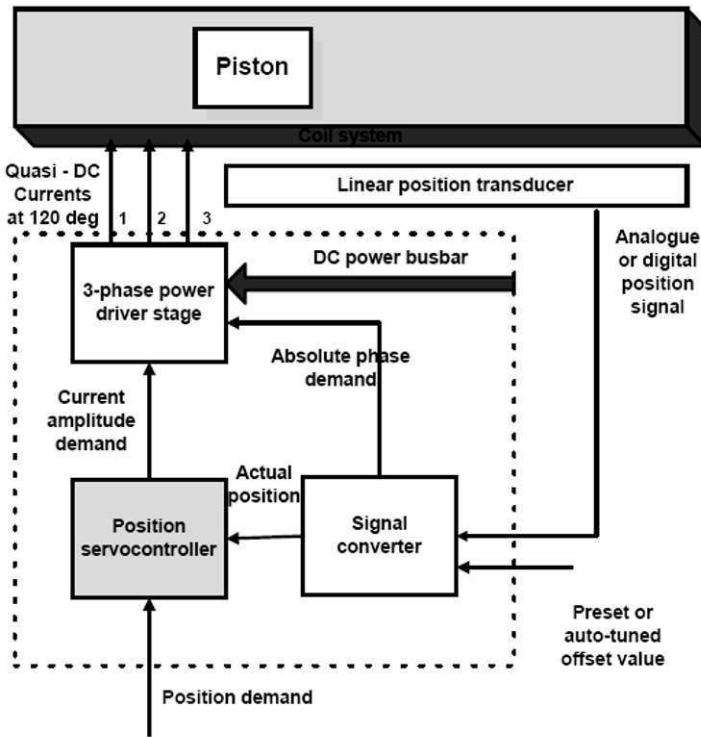 Piston
Coil system
Quasi - DC
Currents
at 120 deg
1
2
3
Linear position transducer
Analogue
or digital
position
signal
DC power busbar
3-phase power
driver stage
Absolute phase
demand
Current
amplitude
demand
Actual
position
Position
servocontroller
Signal
converter
Preset or
auto-tuned
offset value
Position demand